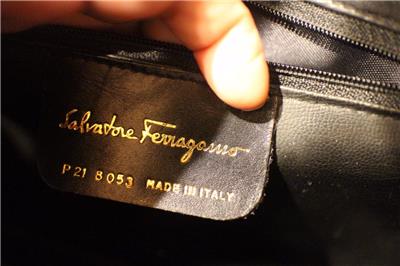 Salvatore Ferragamo
P21 8053 MADE IN ITALY